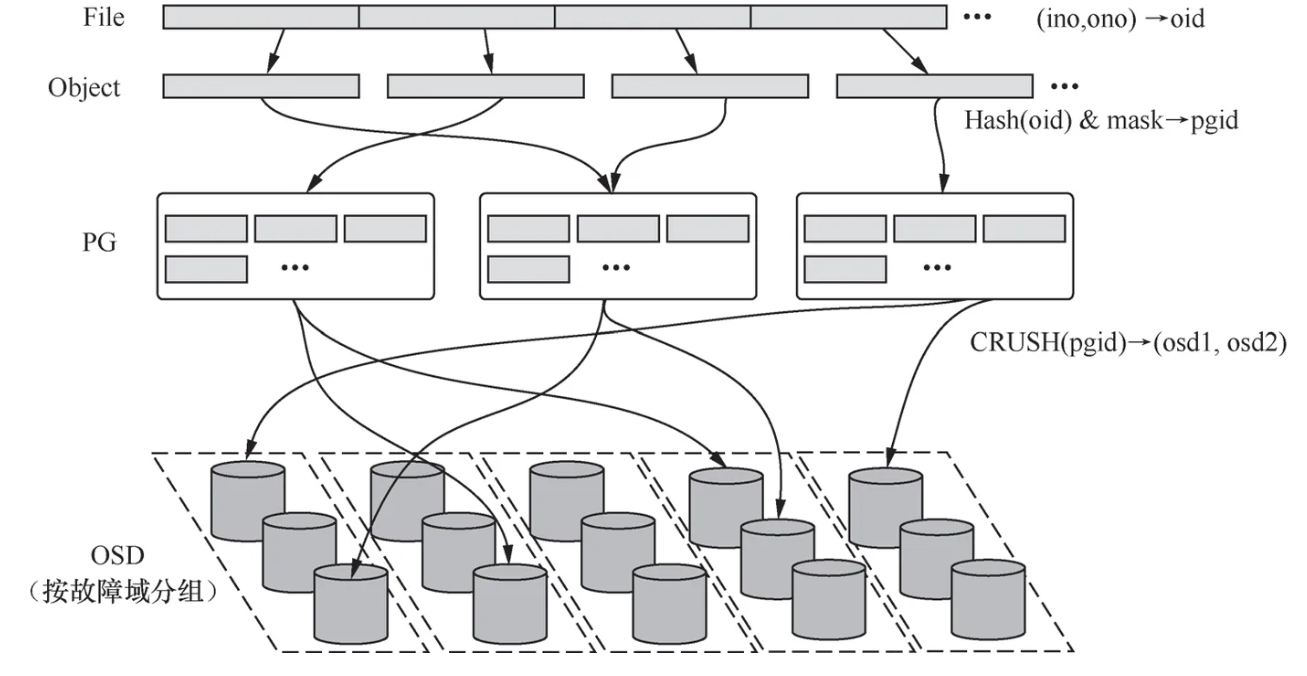 File
••• (ino,ono)→oid
Object
•••
Hash(oid) & mask→pgid
PG
••• ••• •••
CRUSH(pgid)→(osd1, osd2)
OSD
（按故障域分组）